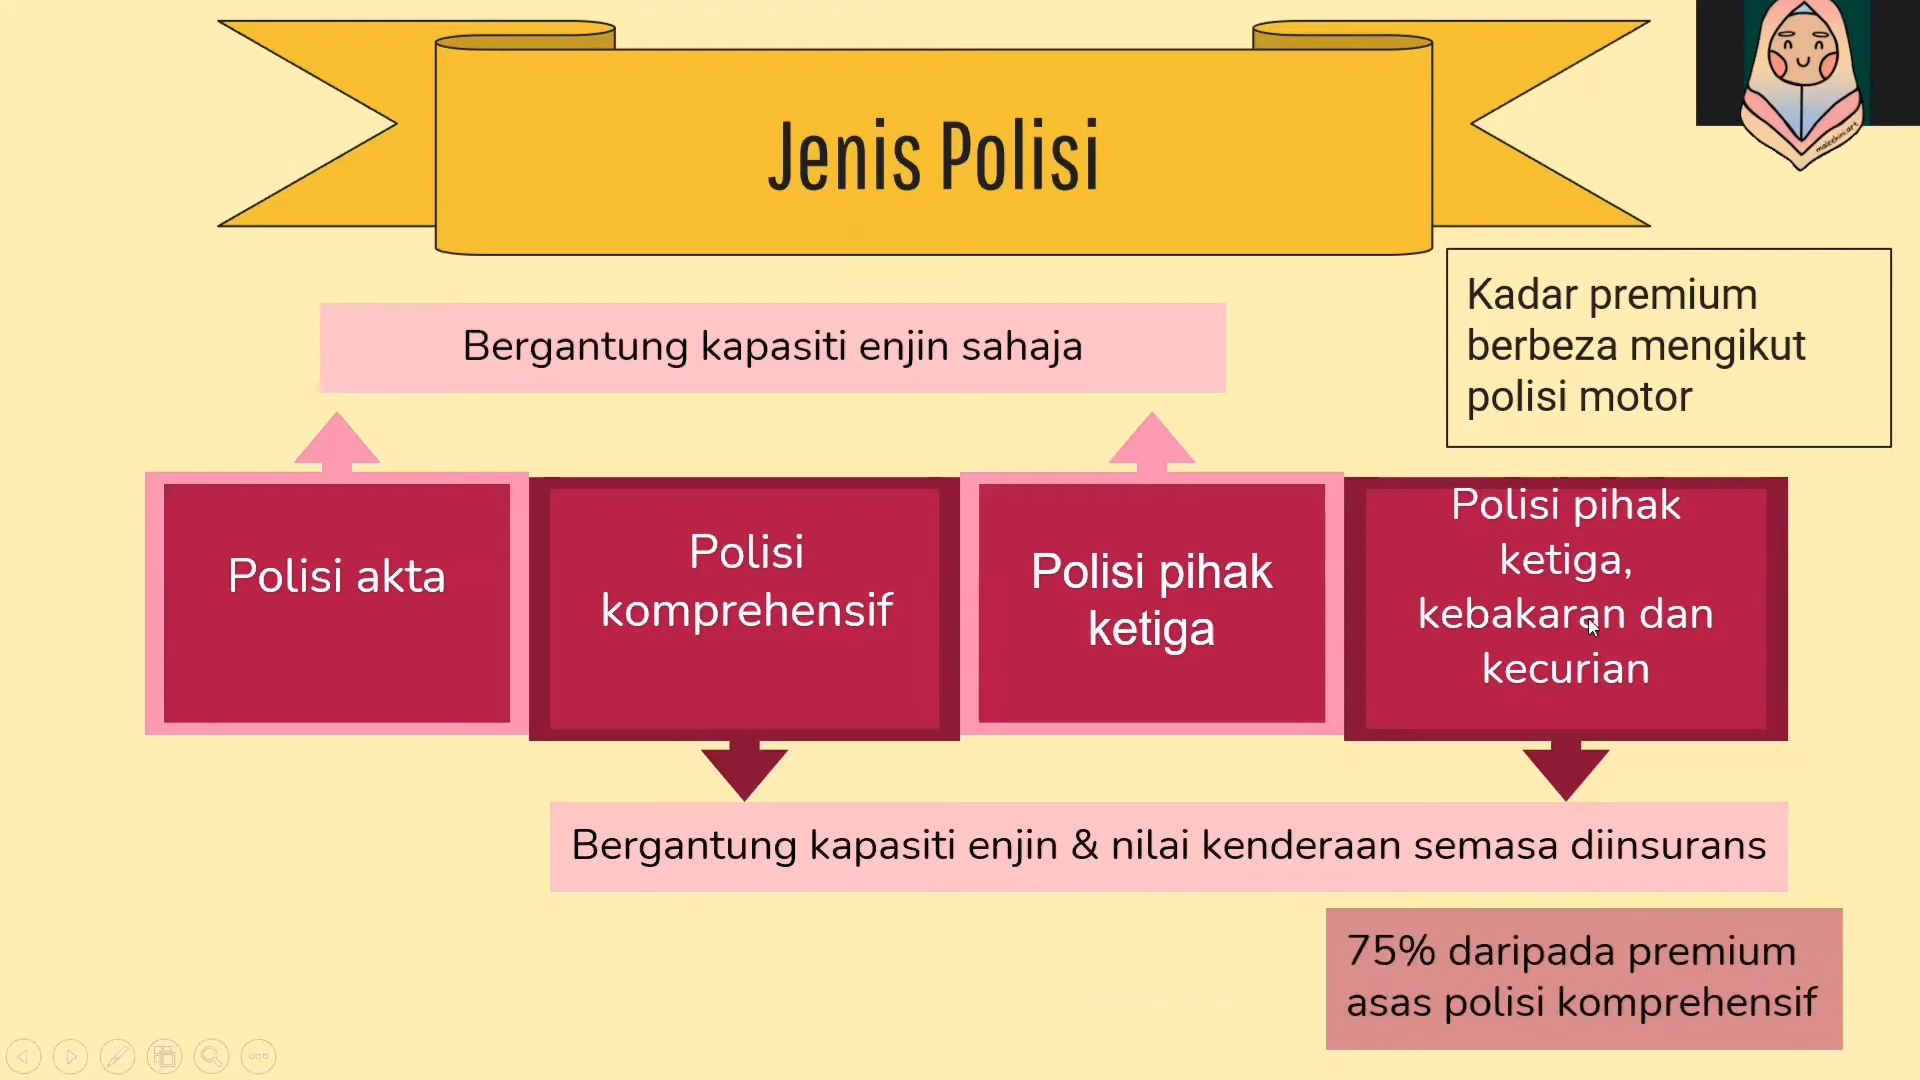 Jenis Polisi
Kadar premium
berbeza mengikut
polisi motor
Bergantung kapasiti enjin sahaja
Polisi akta
Polisi
komprehensif
Polisi pihak
ketiga
Polisi pihak
ketiga,
kebakaran dan
kecurian
Bergantung kapasiti enjin & nilai kenderaan semasa diinsurans
75% daripada premium
asas polisi komprehensif